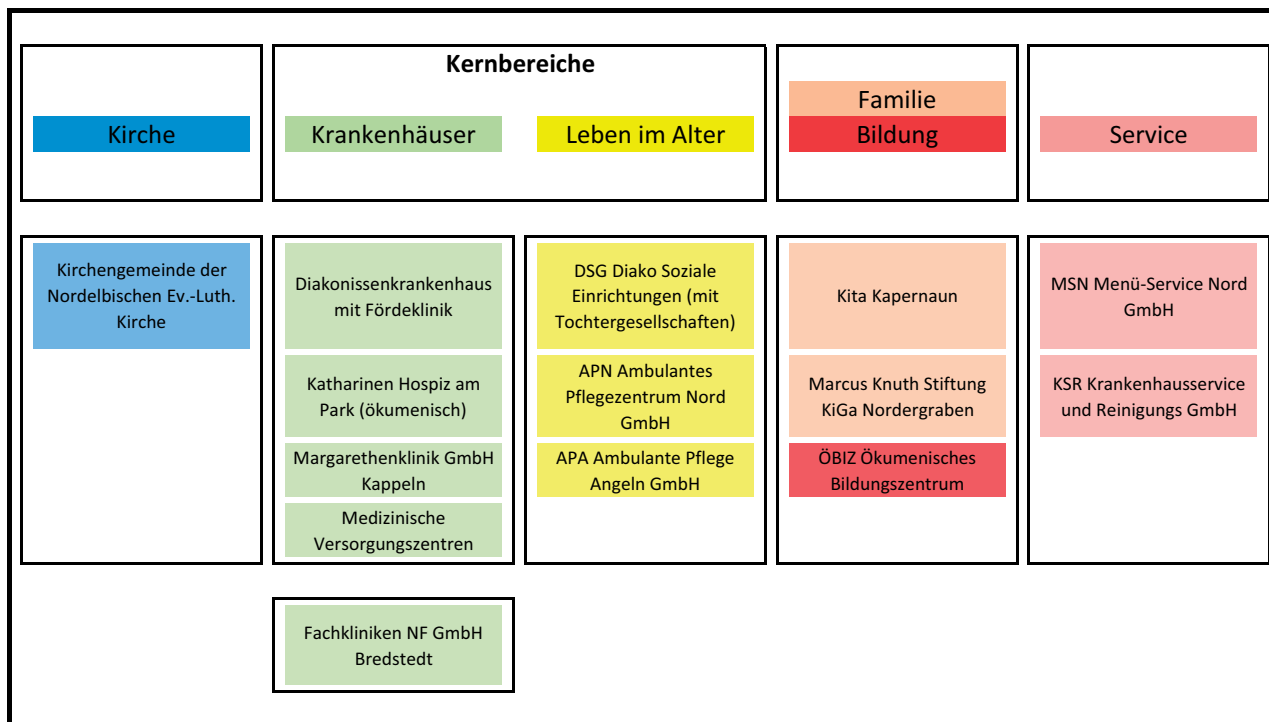 Kernbereiche
Kirche
Krankenhäuser
Leben im Alter
Familie
Bildung
Service
Kirchengemeinde der
Nordelbischen Ev.-Luth.
Kirche
Diakonissenkrankenhaus
mit Fördeklinik
Katharinen Hospiz am
Park (ökumenisch)
Margarethenklinik GmbH
Kappeln
Medizinische
Versorgungszentren
Fachkliniken NF GmbH
Bredstedt
DSG Diako Soziale
Einrichtungen (mit
Tochtergesellschaften)
APN Ambulantes
Pflegezentrum Nord
GmbH
APA Ambulante Pflege
Angeln GmbH
Kita Kapernaun
Marcus Knuth Stiftung
KiGa Nordergraben
ÖBIZ Ökumenisches
Bildungszentrum
MSN Menü-Service Nord
GmbH
KSR Krankenhausservice
und Reinigungs GmbH